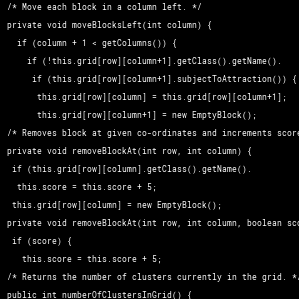 /* Move each block in a column left. */
private void moveBlocksLeft(int column) {
if (column + 1 < getColumns()) {
if (!this.grid[row][column+1].getClass().getName().
if (this.grid[row][column+1].subjectToAttraction()) {
this.grid[row][column] = this.grid[row][column+1];
this.grid[row][column+1] = new EmptyBlock();
/* Removes block at given co-ordinates and increments score
private void removeBlockAt(int row, int column) {
if (this.grid[row][column].getClass().getName().
this.score = this.score + 5;
this.grid[row][column] = new EmptyBlock();
private void removeBlockAt(int row, int column, boolean sco
if (score) {
this.score = this.score + 5;
/* Returns the number of clusters currently in the grid. *
public int numberOfClustersInGrid() {